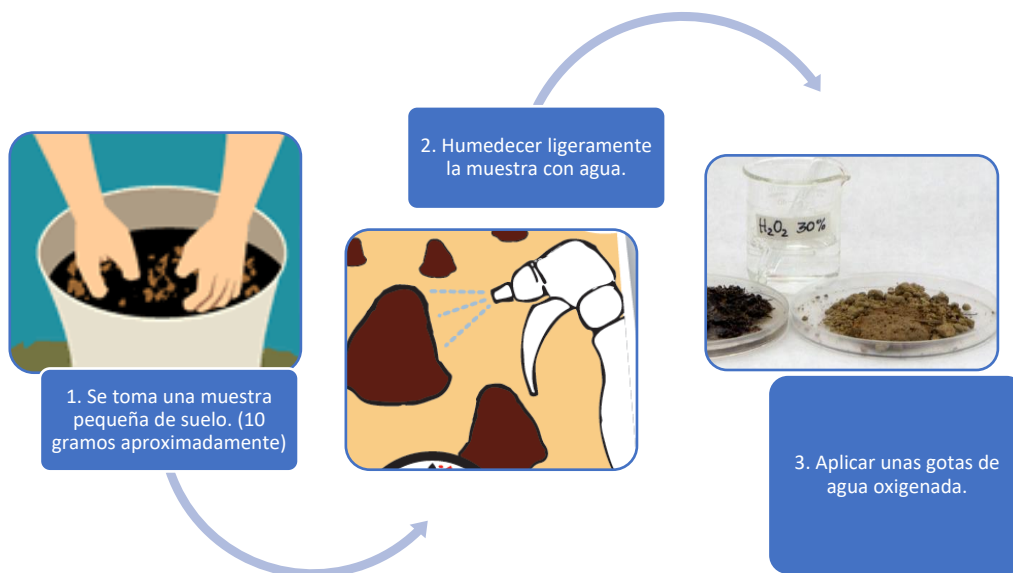 1. Se toma una muestra
pequeña de suelo. (10
gramos aproximadamente)
2. Humedecer ligeramente
la muestra con agua.
H₂O₂ 30%
3. Aplicar unas gotas de
agua oxigenada.